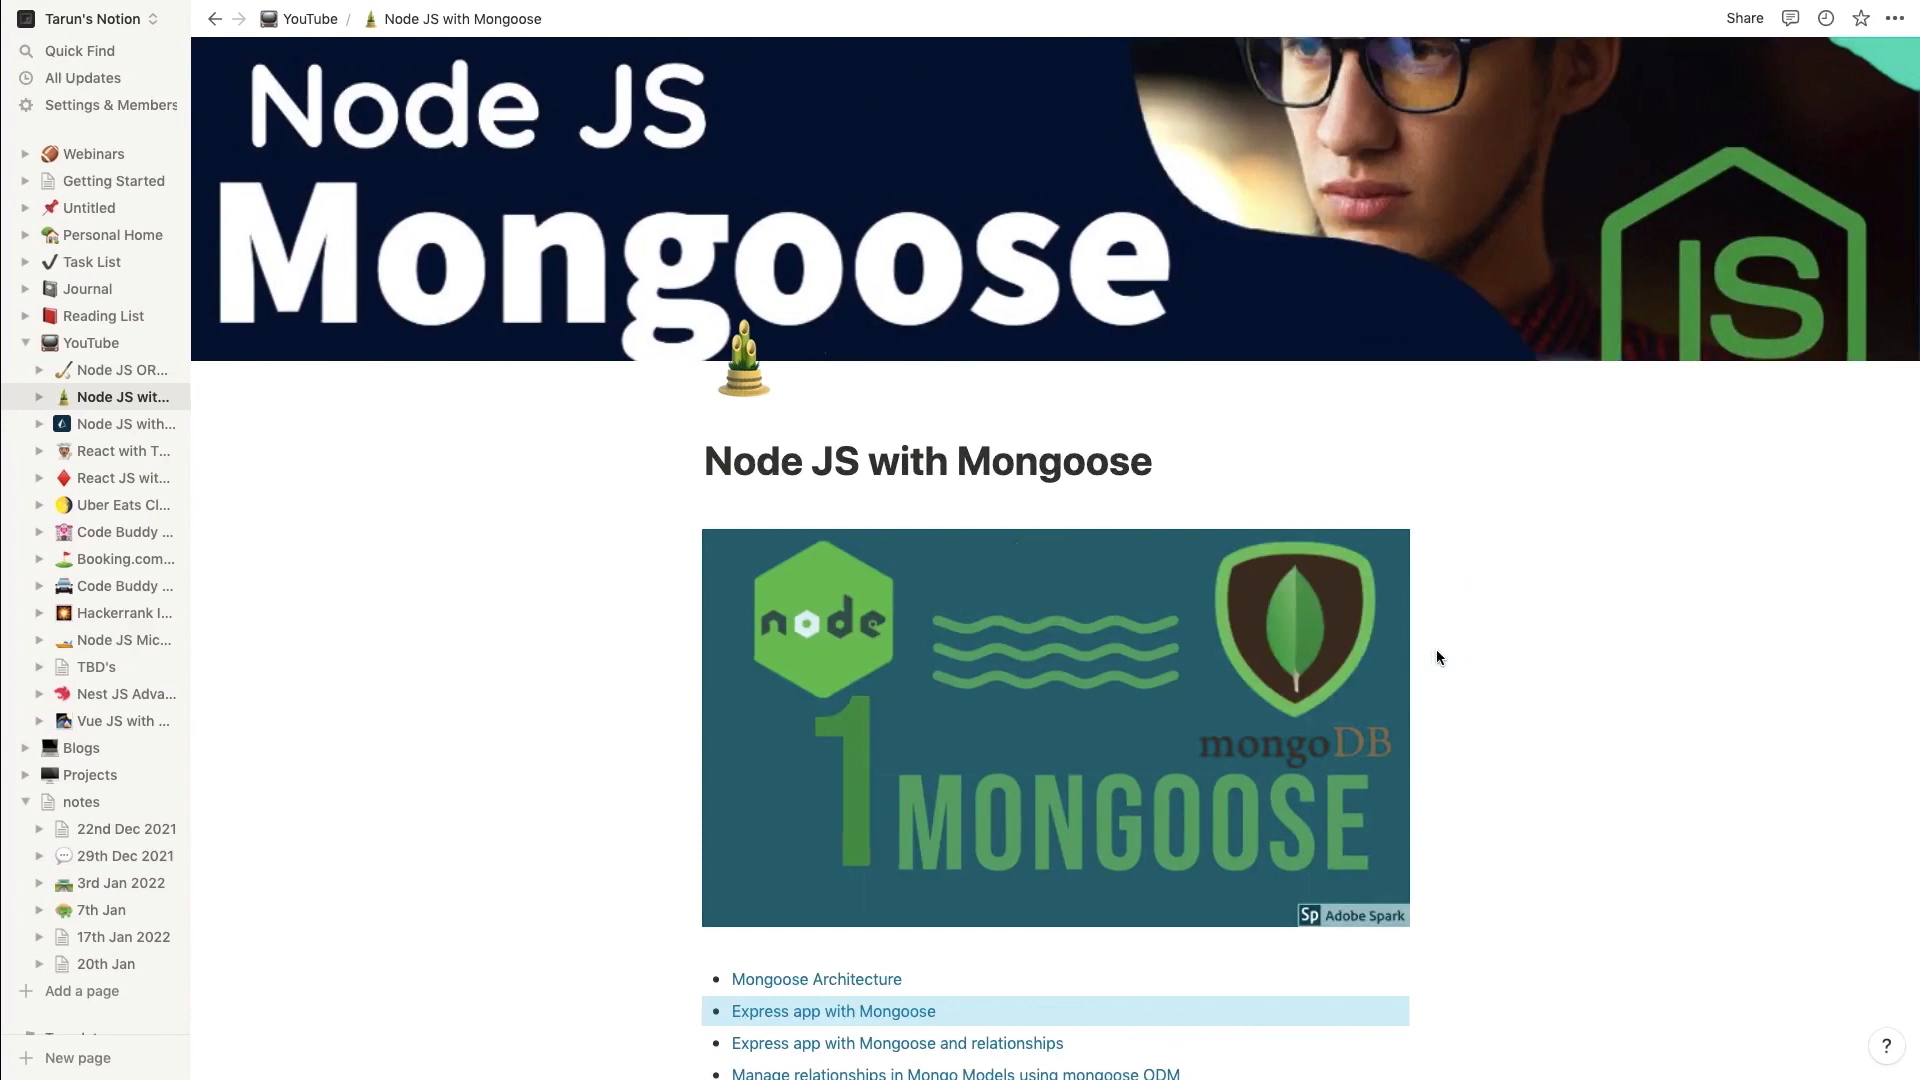 Tarun's Notion
YouTube / Node JS with Mongoose
Share
Quick Find
All Updates
Settings & Members
Webinars
Getting Started
Untitled
Personal Home
Task List
Journal
Reading List
YouTube
Node JS OR...
Node JS wit...
Node JS with...
React with T...
React JS wit...
Uber Eats Cl...
Code Buddy ...
Booking.com...
Code Buddy ...
Hackerrank I...
Node JS Mic...
TBD's
Nest JS Adva...
Vue JS with ...
Blogs
Projects
notes
22nd Dec 2021
29th Dec 2021
3rd Jan 2022
7th Jan
17th Jan 2022
20th Jan
Add a page
New page
Node JS
Mongoose
JS
Node JS with Mongoose
node
mongoDB
1 MONGOOSE
Sp Adobe Spark
• Mongoose Architecture
• Express app with Mongoose
• Express app with Mongoose and relationships
• Manage relationships in Mongo Models using mongoose ODM
?